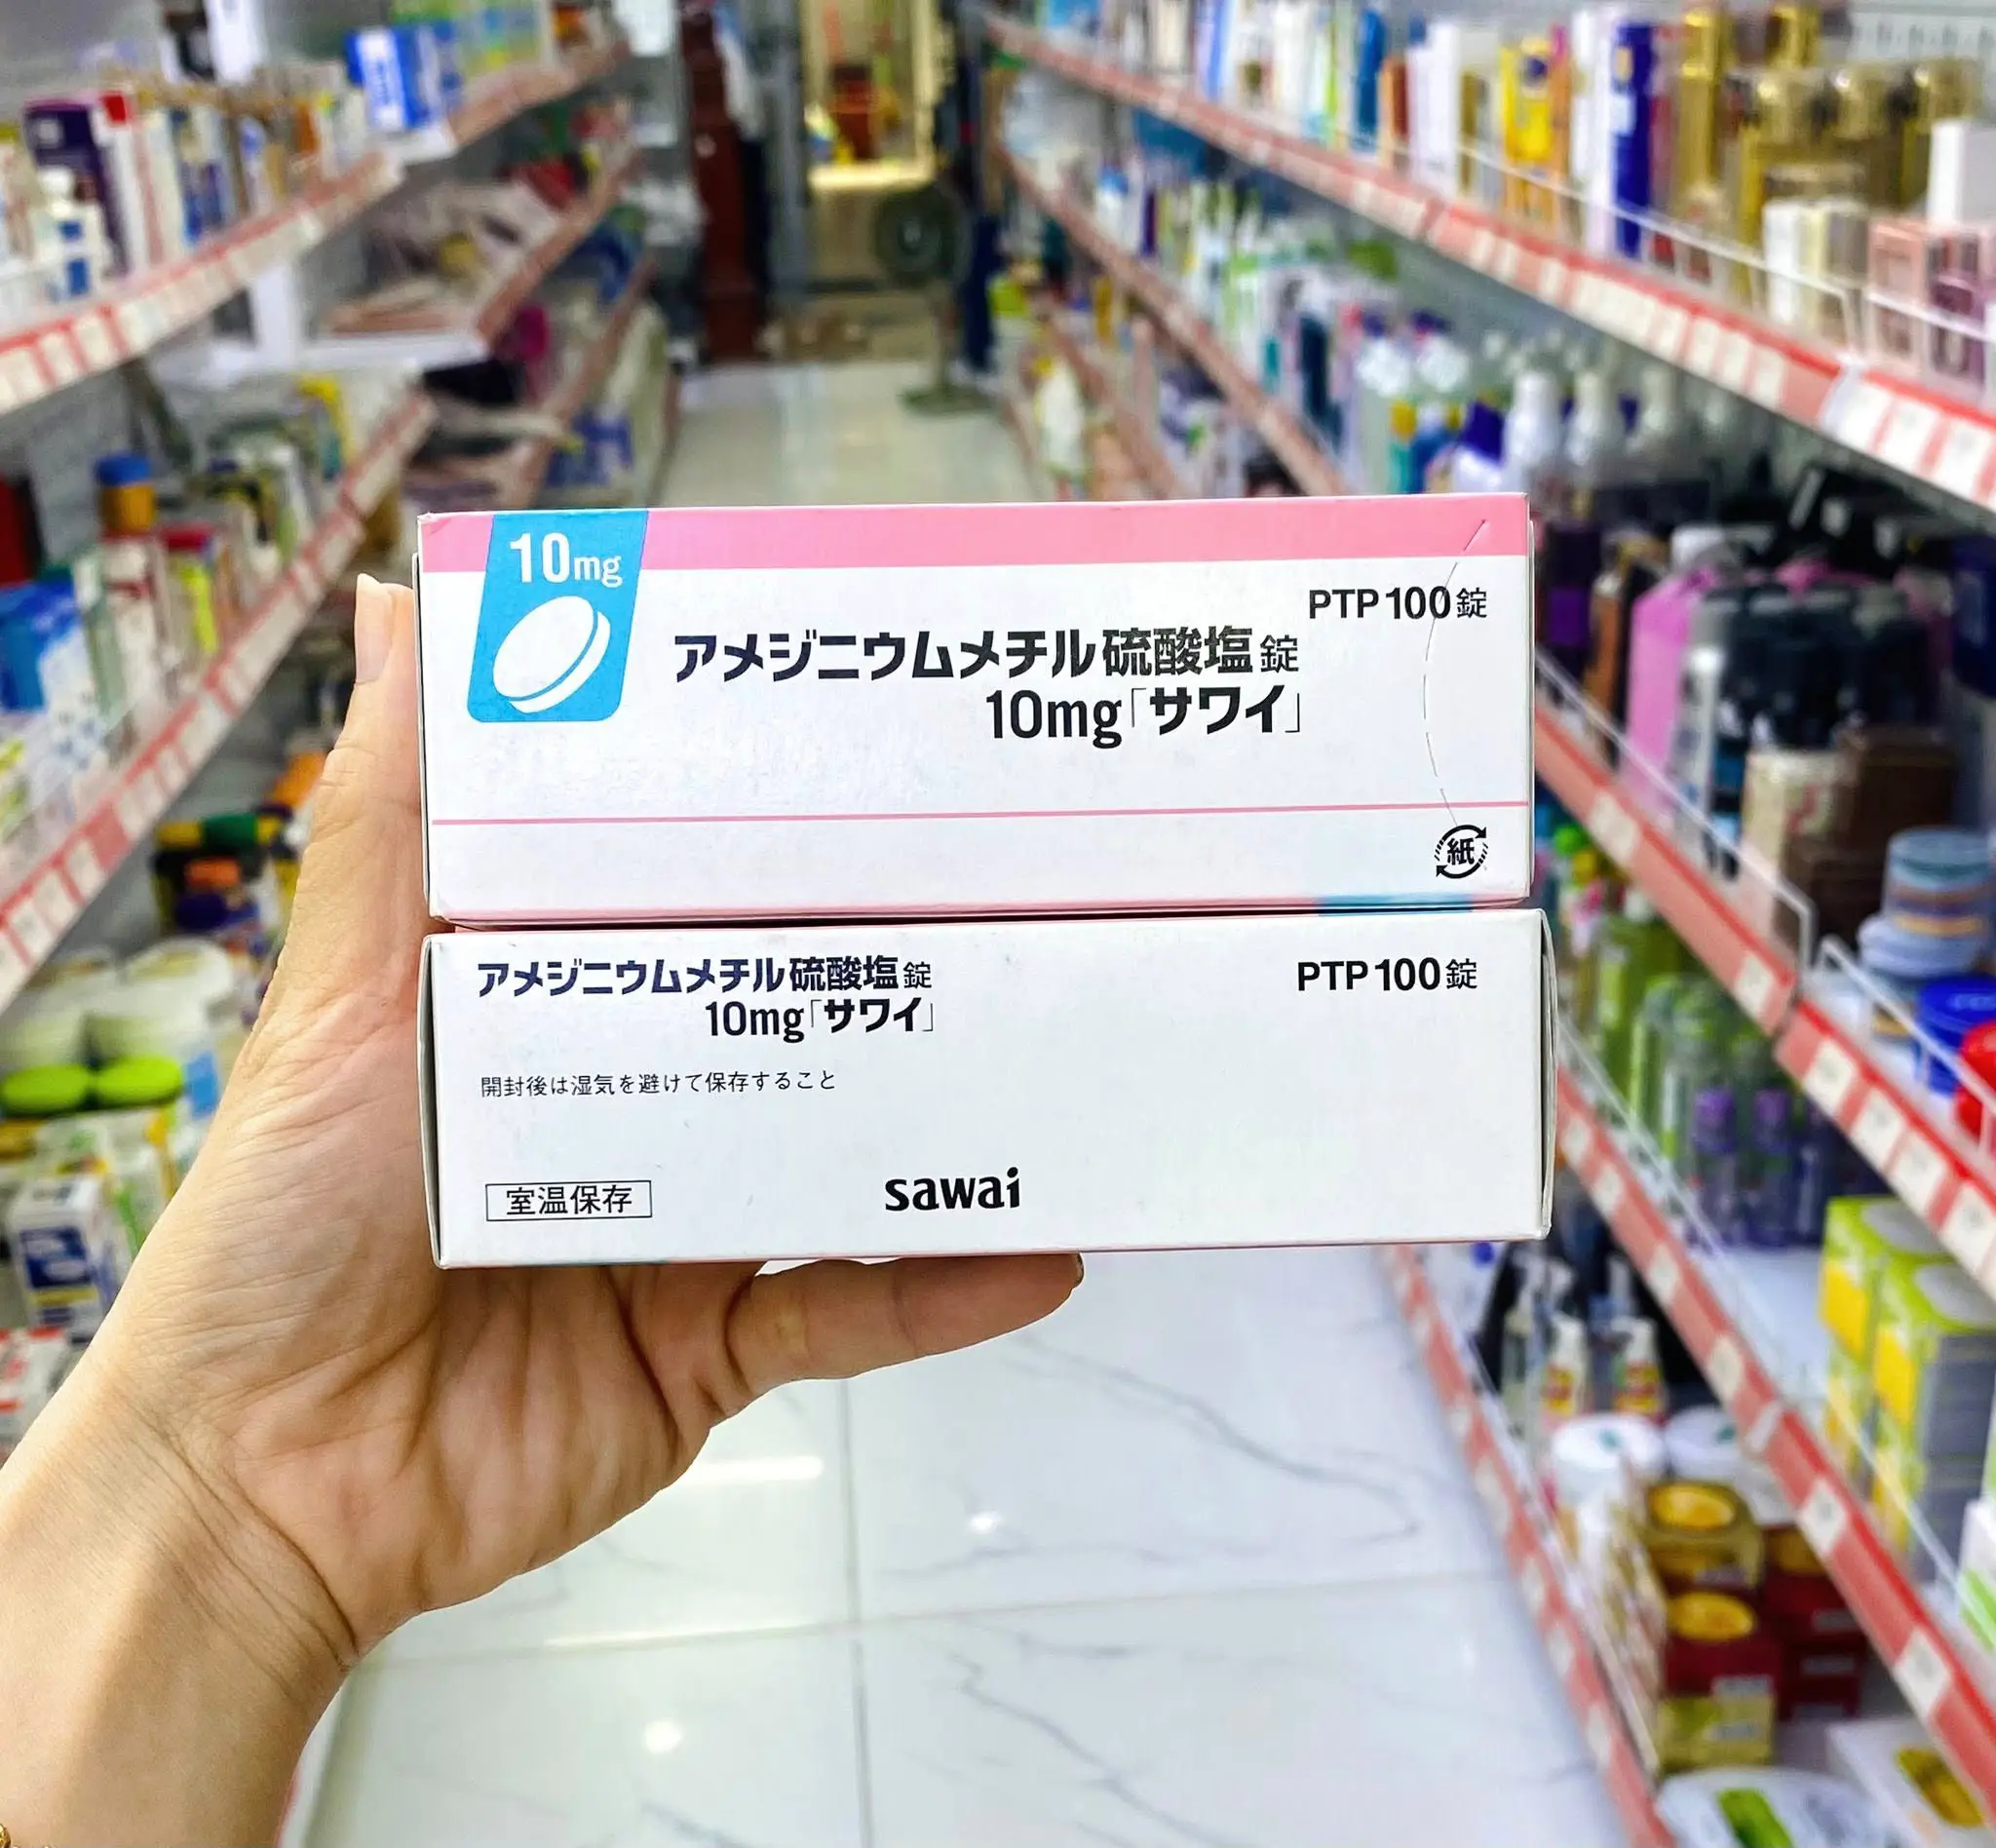 10mg
PTP100錠
アメジニウムメチル硫酸塩錠
10mg「サワイ」
紙
アメジニウムメチル硫酸塩錠
10mg「サワイ」
PTP100錠
開封後は湿気を避けて保存すること
室温保存
sawai